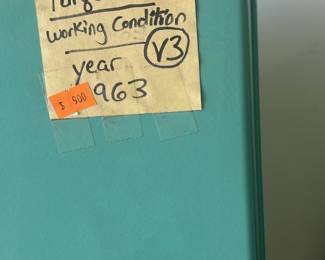 working Condition
V3
year
$ 900
963